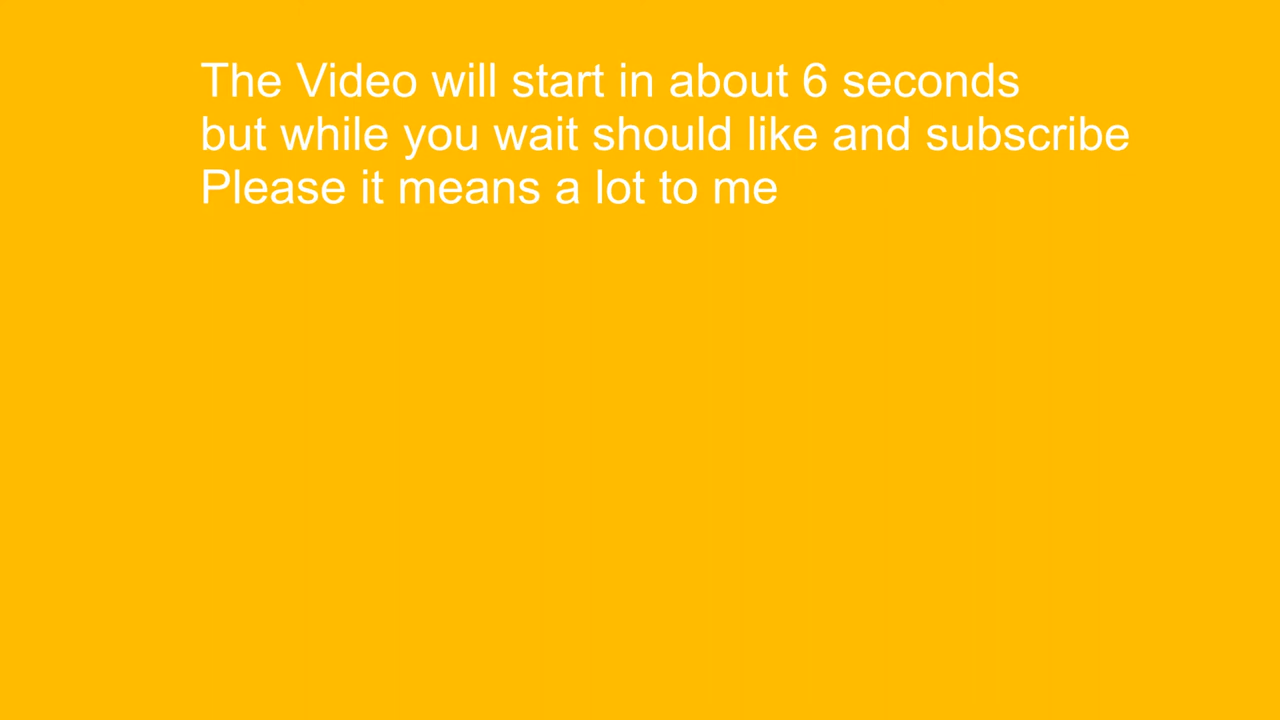 The Video will start in about 6 seconds
but while you wait should like and subscribe
Please it means a lot to me